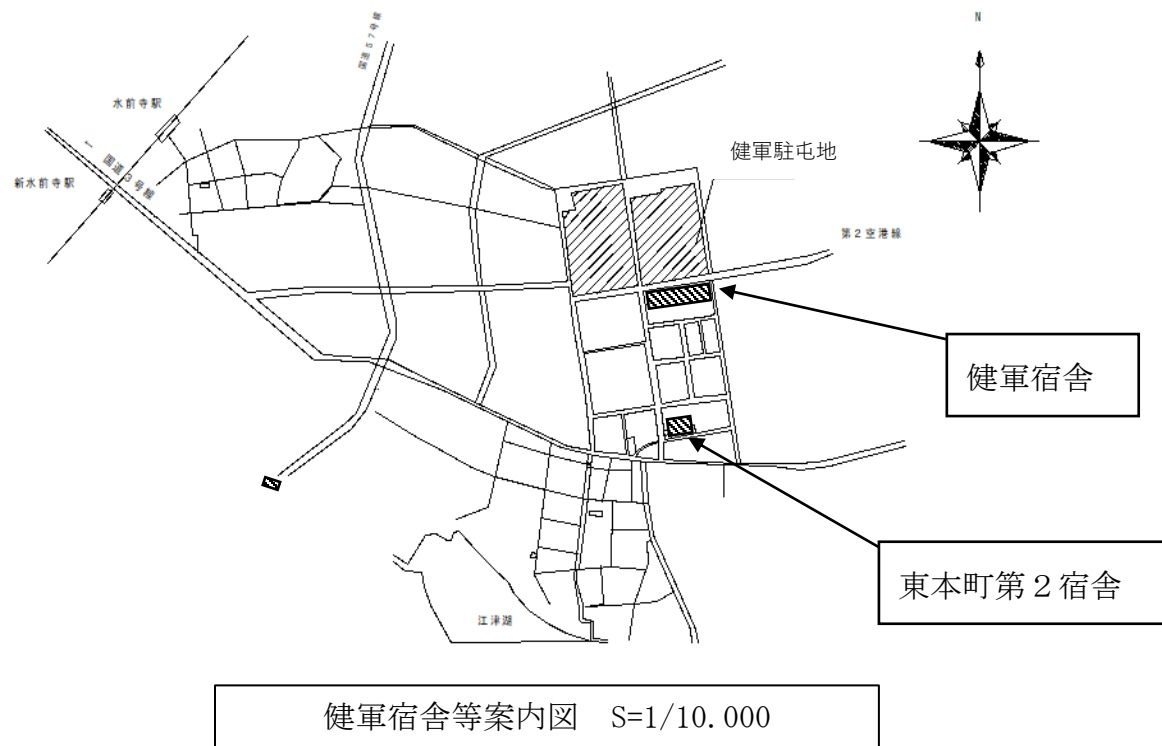 N
国道57号線
水前寺駅
国道3号線
新水前寺駅
健軍駐屯地
第2空港線
健軍宿舎
東本町第2宿舎
江津湖
健軍宿舎等案内図 S=1/10.000